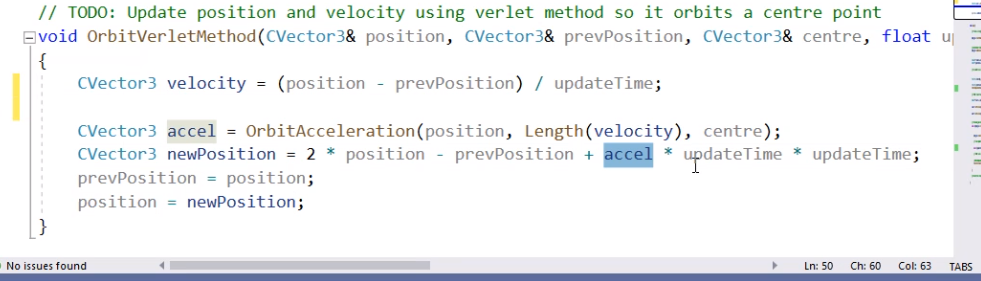 // TODO: Update position and velocity using verlet method so it orbits a centre point
void OrbitVerletMethod(CVector3& position, CVector3& prevPosition, CVector3& centre, float
{
CVector3 velocity = (position - prevPosition) / updateTime;
CVector3 accel = OrbitAcceleration(position, Length(velocity), centre);
CVector3 newPosition = 2 * position - prevPosition + accel * updateTime * updateTime;
prevPosition = position;
position = newPosition;
}
No issues found Ln: 50 Ch: 60 Col: 63 TABS